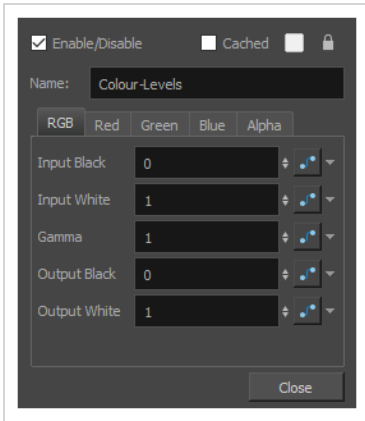 Enable/Disable Cached
Name: Colour-Levels
RGB Red Green Blue Alpha
Input Black 0
Input White 1
Gamma 1
Output Black 0
Output White 1
Close